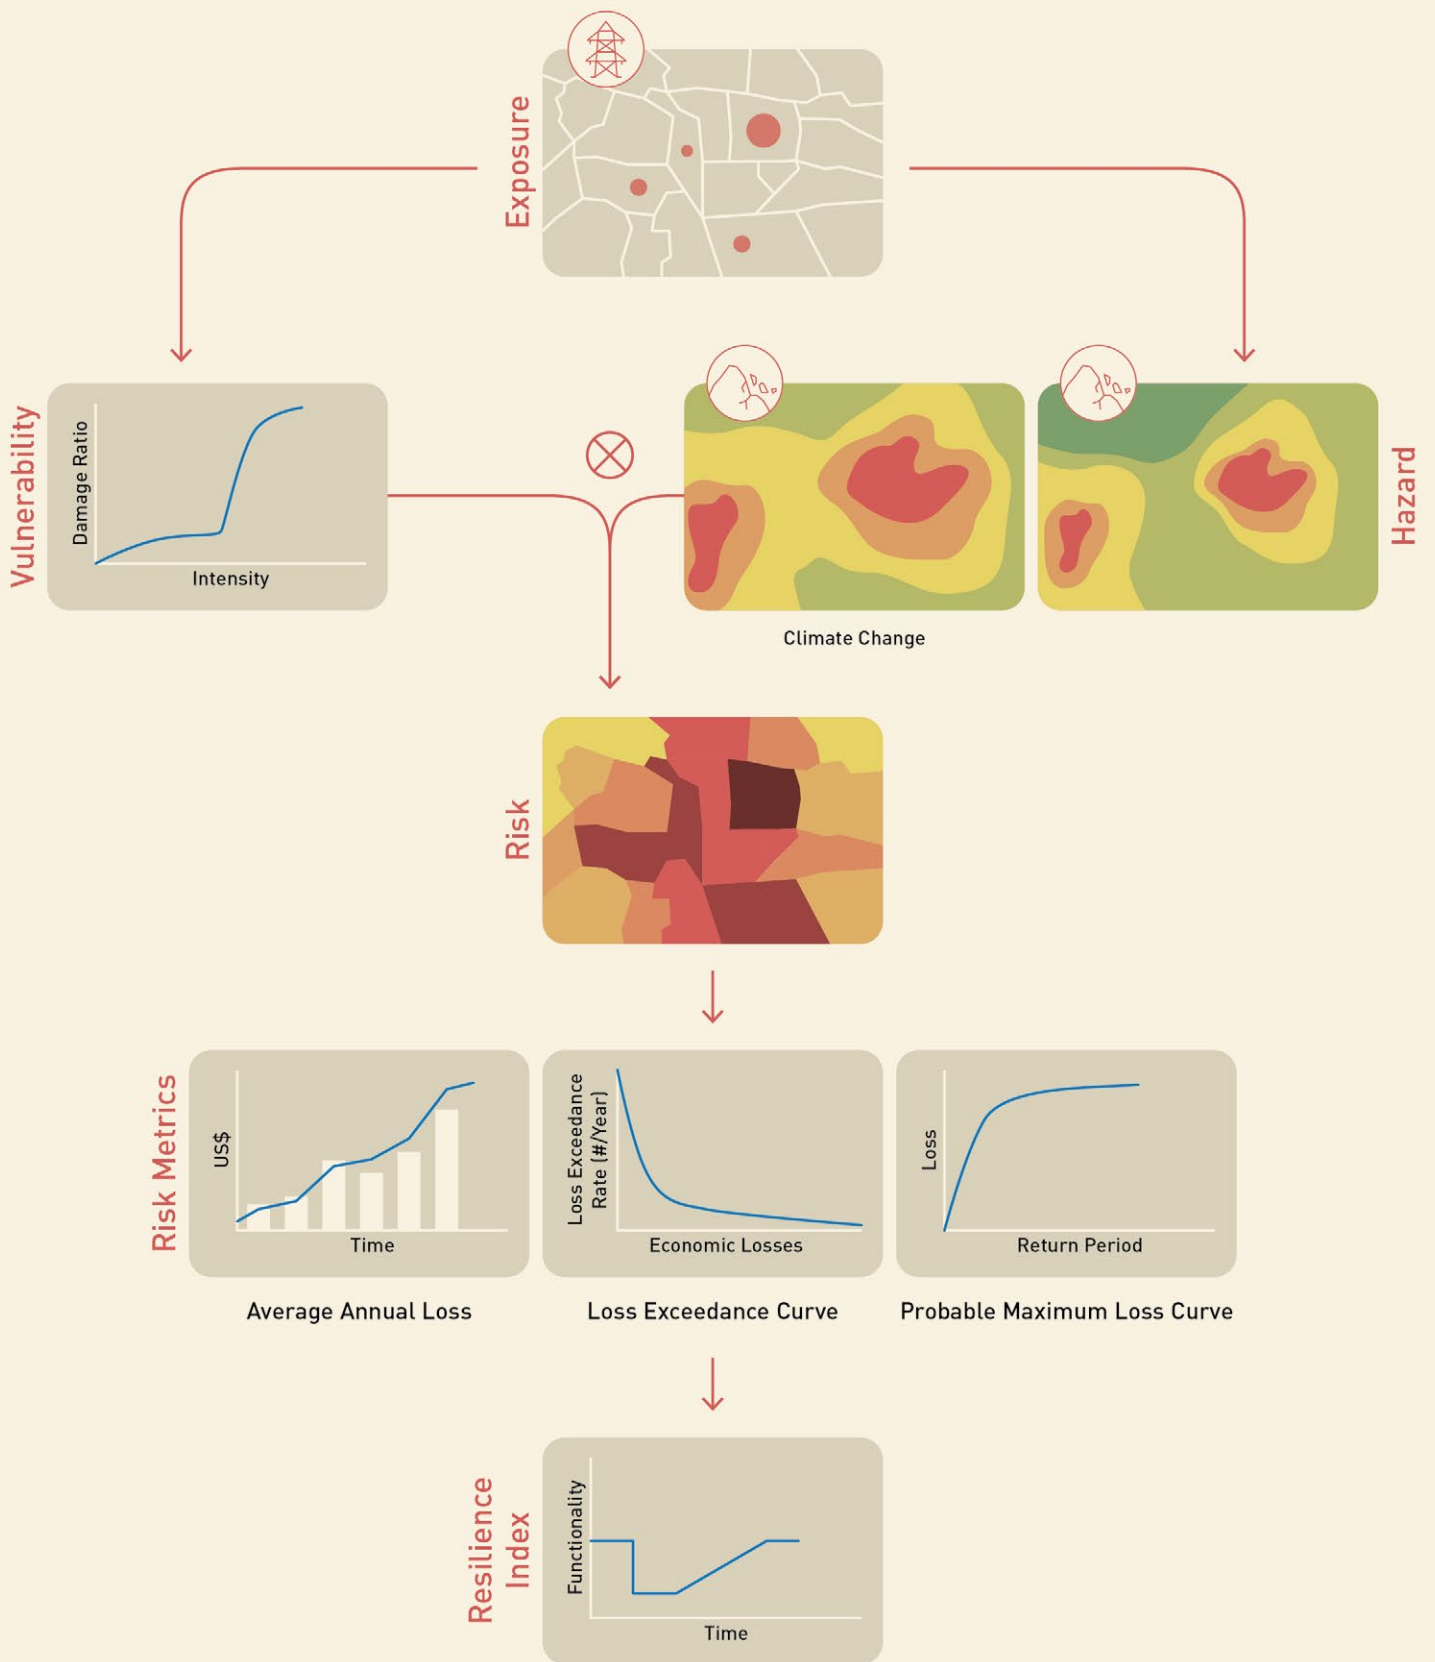 Exposure
Vulnerability
Damage Ratio
Intensity
Climate Change
Hazard
Risk
Risk Metrics
US$
Time
Average Annual Loss
Loss Exceedance
Rate (#/Year)
Economic Losses
Loss Exceedance Curve
Loss
Return Period
Probable Maximum Loss Curve
Resilience
Index
Functionality
Time